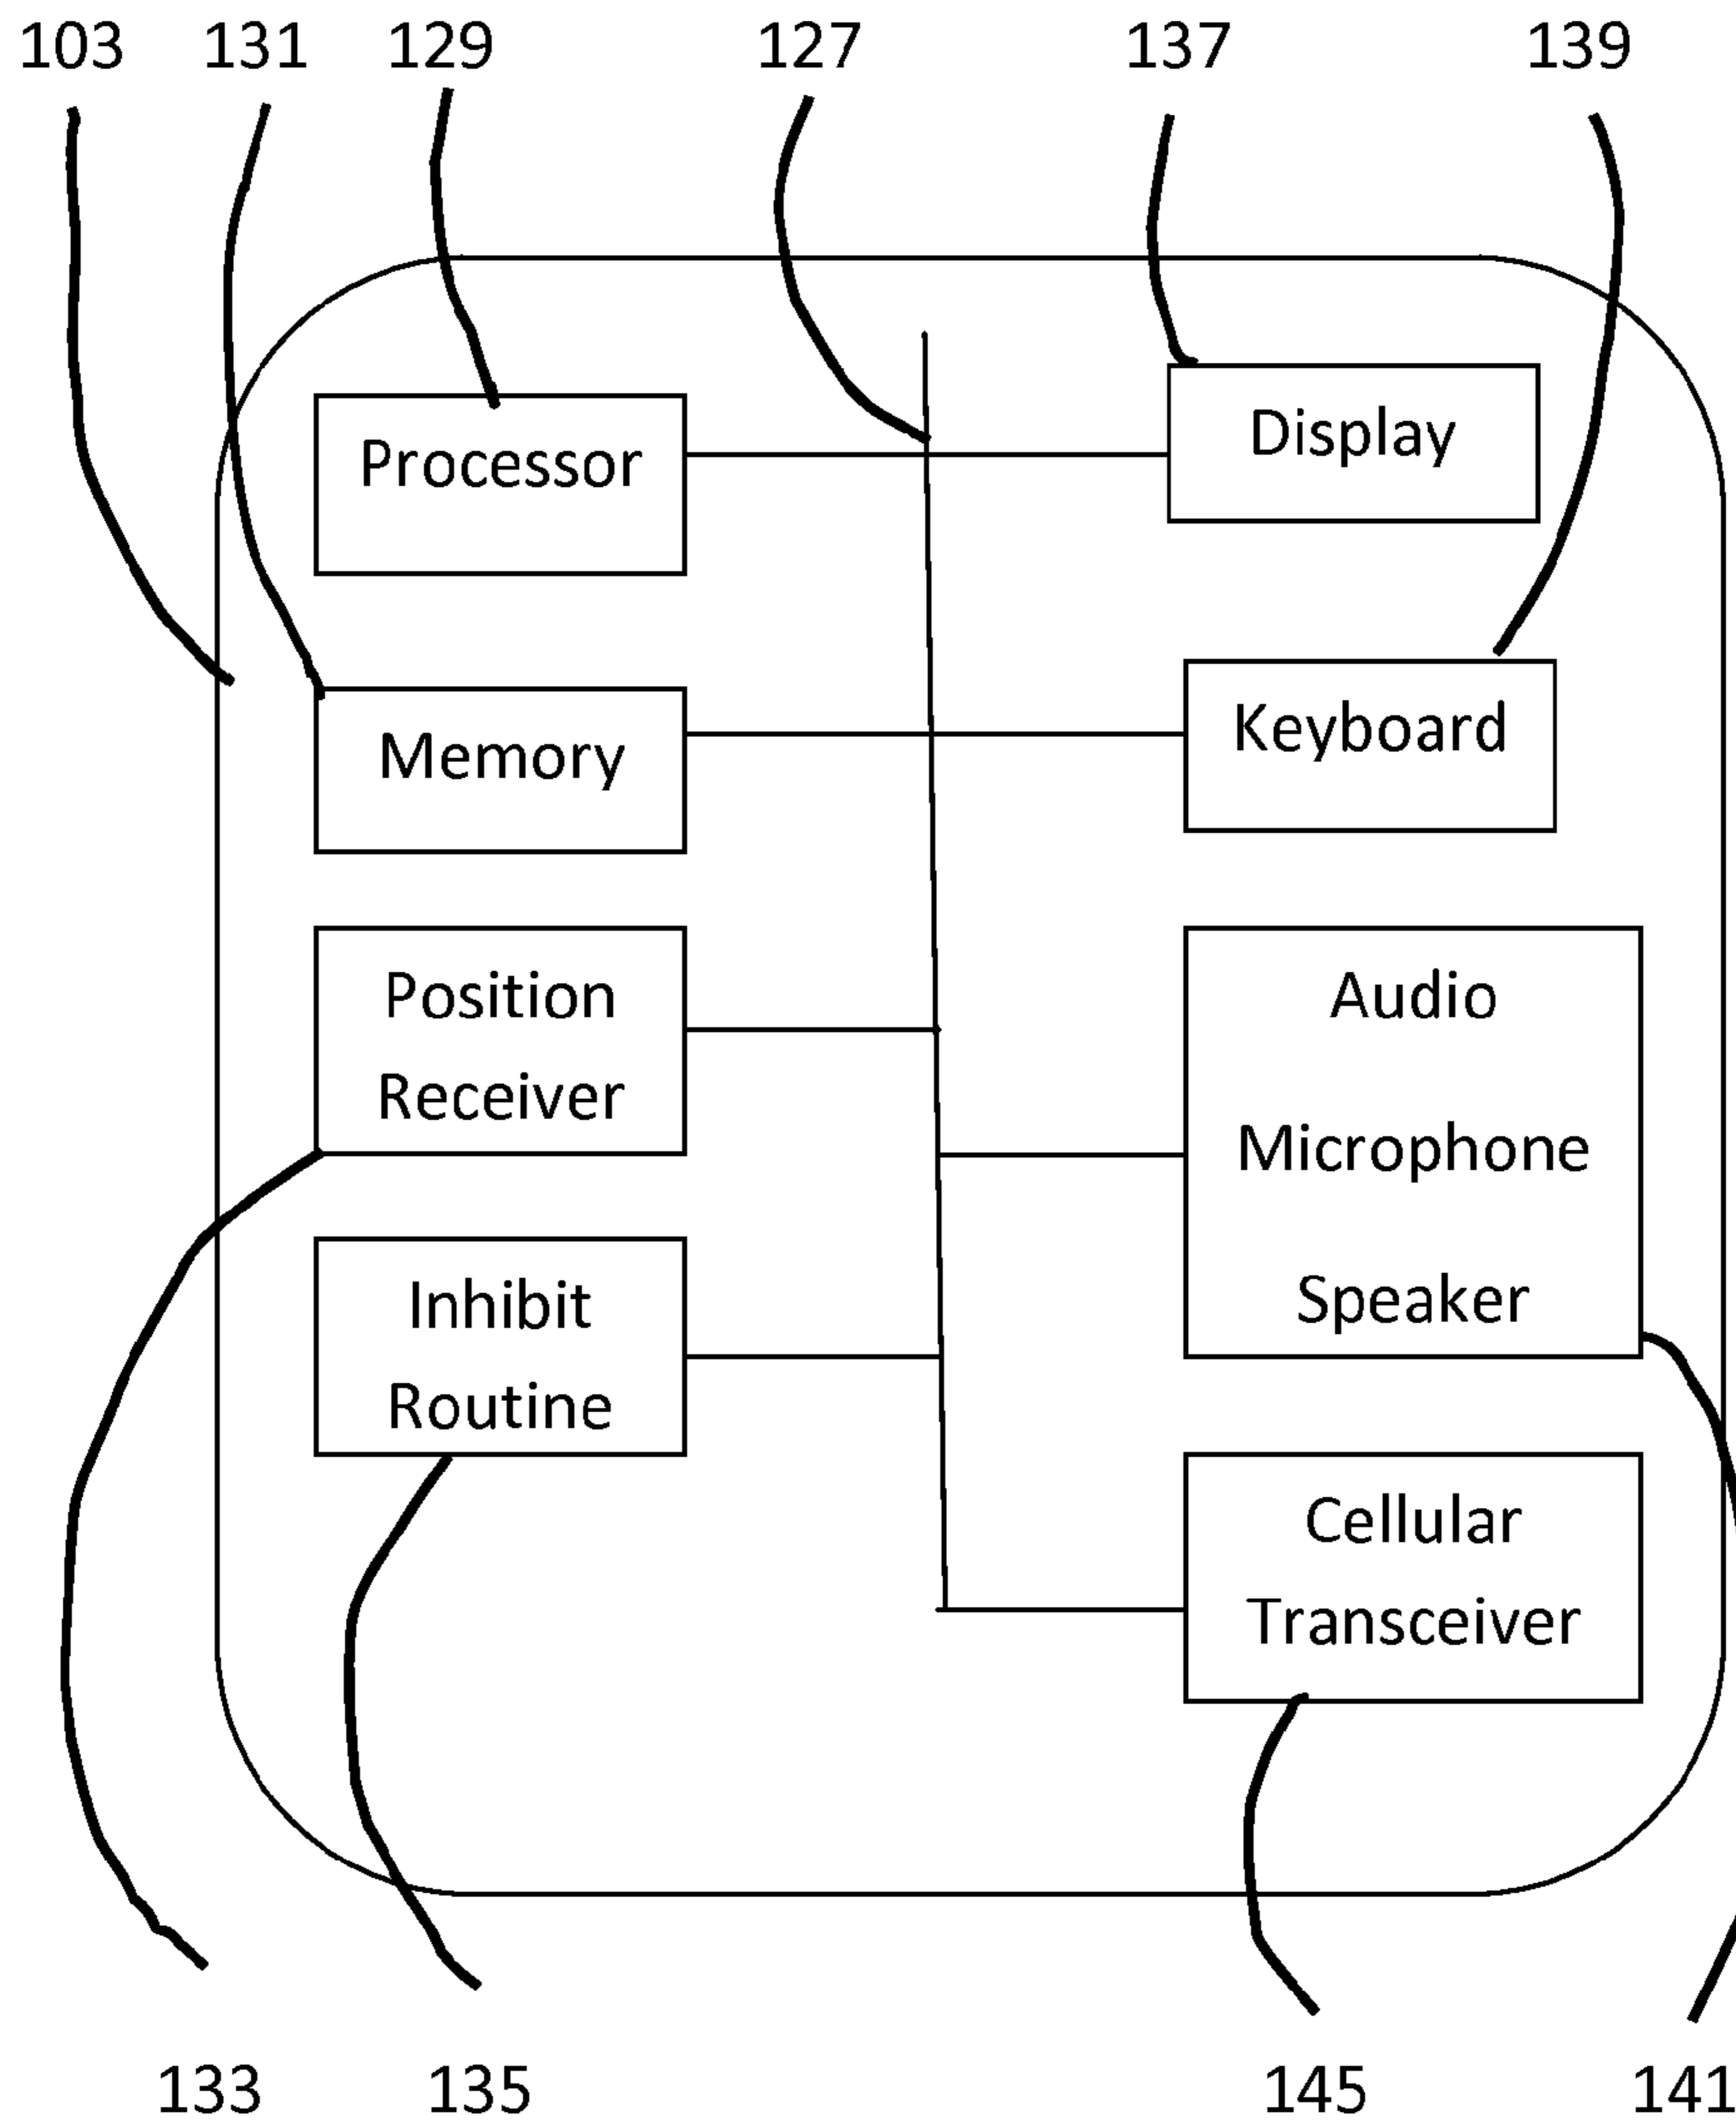 103 131 129 127 137 139
Processor
Display
Memory
Keyboard
Position
Receiver
Audio
Microphone
Speaker
Inhibit
Routine
Cellular
Transceiver
133 135 145 141